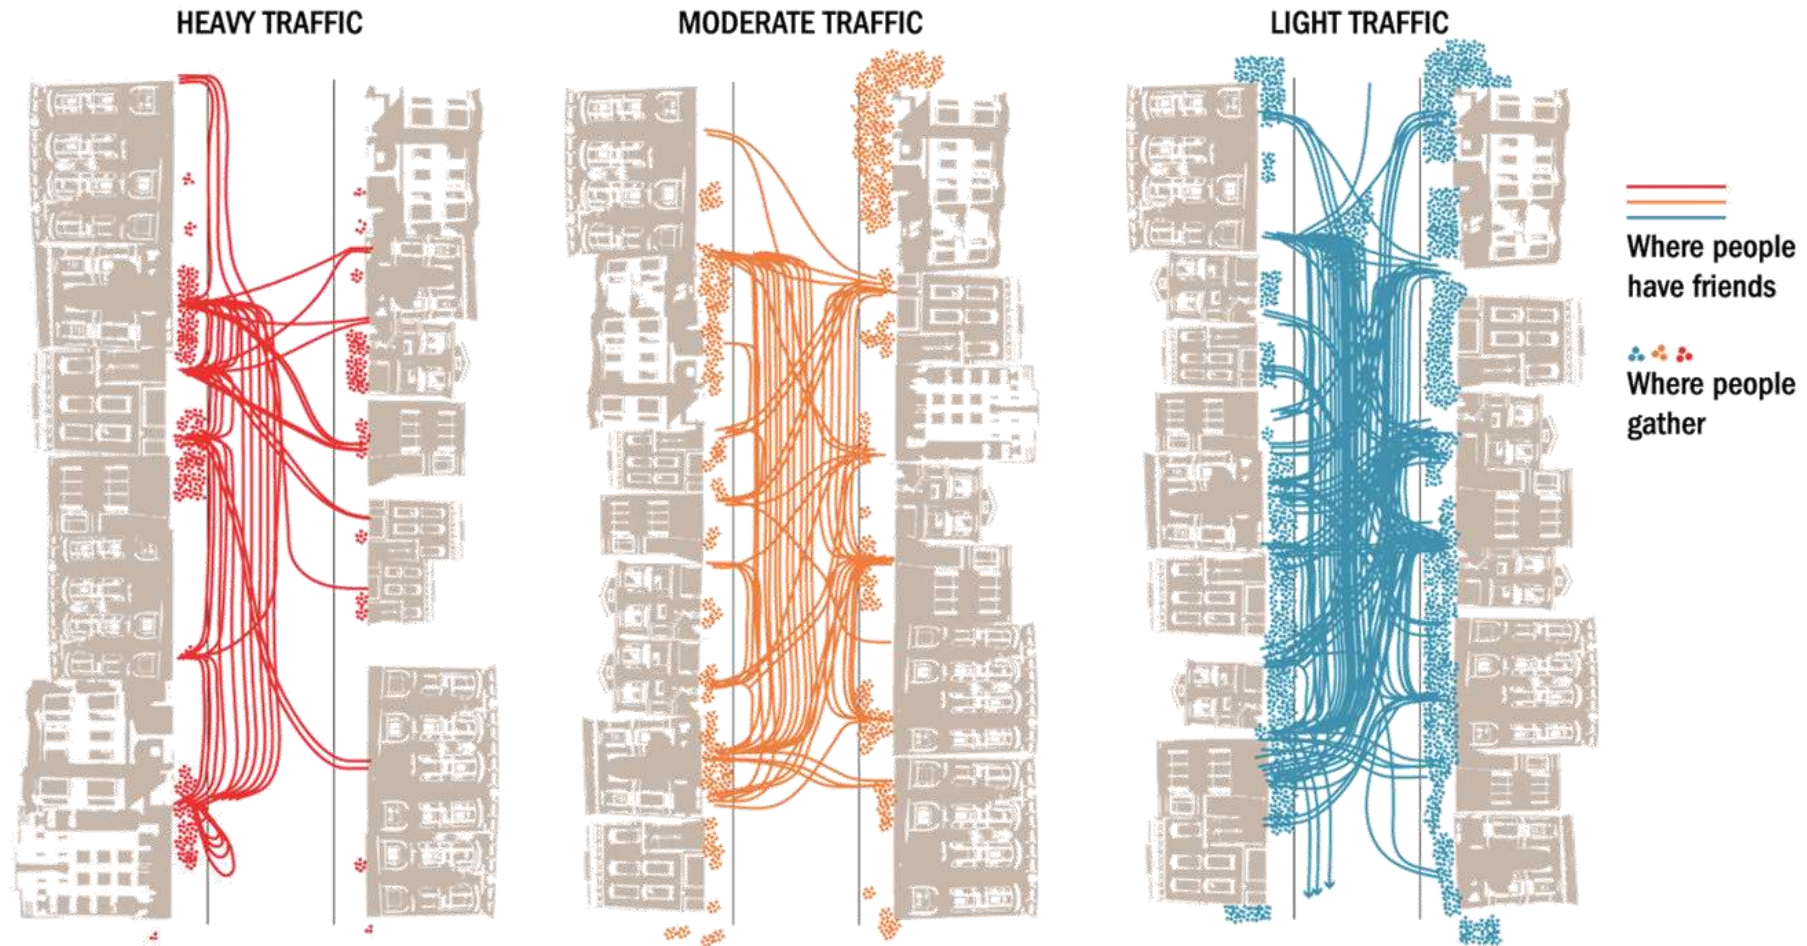 HEAVY TRAFFIC
MODERATE TRAFFIC
LIGHT TRAFFIC
Where people
have friends
Where people
gather